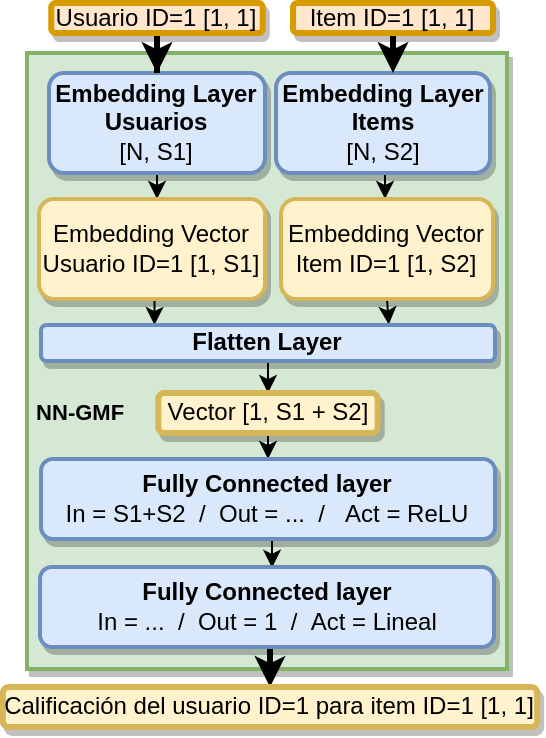 Usuario ID=1 [1, 1]
Item ID=1 [1, 1]
Embedding Layer
Usuarios
[N, S1]
Embedding Layer
Items
[N, S2]
Embedding Vector
Usuario ID=1 [1, S1]
Embedding Vector
Item ID=1 [1, S2]
Flatten Layer
NN-GMF
Vector [1, S1 + S2]
Fully Connected layer
In = S1+S2 / Out = ... / Act = ReLU
Fully Connected layer
In = ... / Out = 1 / Act = Lineal
Calificación del usuario ID=1 para item ID=1 [1, 1]